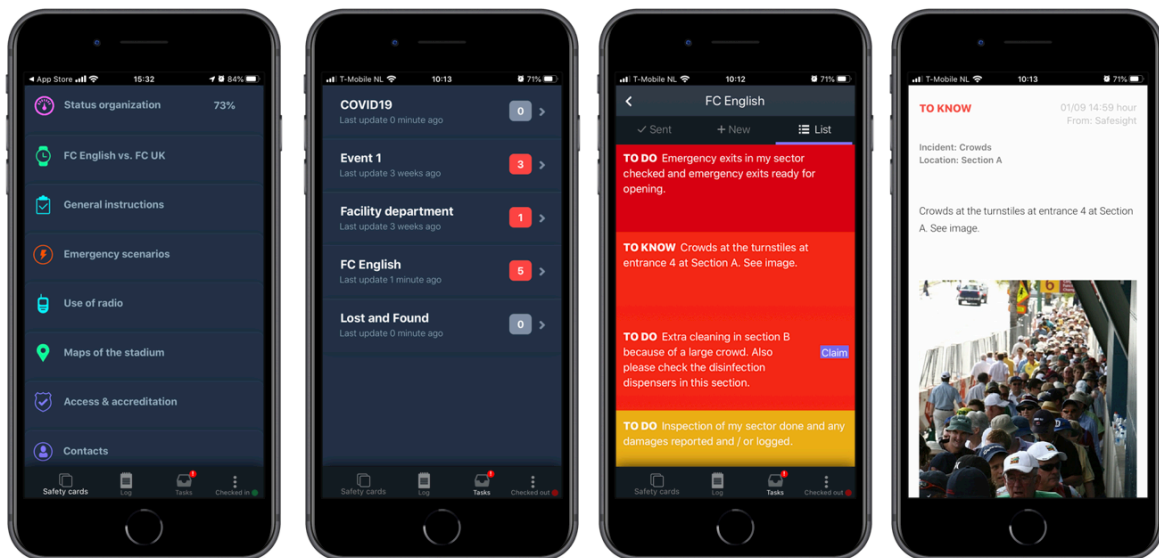 App Store
15:32
84%
Status organization 73%
FC English vs. FC UK
General instructions
Emergency scenarios
Use of radio
Maps of the stadium
Access & accreditation
Contacts
Safety cards
Log
1
Tasks
Checked in
T-Mobile NL
10:13
71%
COVID19
Last update 0 minute ago
0
Event 1
Last update 3 weeks ago
3
Facility department
Last update 3 weeks ago
1
FC English
Last update 1 minute ago
5
Lost and Found
Last update 0 minute ago
0
Safety cards
Log
1
Tasks
Checked out
T-Mobile NL
10:12
71%
FC English
Sent
+ New
List
TO DO Emergency exits in my sector
checked and emergency exits ready for
opening.
TO KNOW Crowds at the turnstiles at
entrance 4 at Section A. See image.
TO DO Extra cleaning in section B
because of a large crowd. Also
please check the disinfection
dispensers in this section.
Claim
TO DO Inspection of my sector done and any
damages reported and / or logged.
Safety cards
Log
1
Tasks
Checked out
T-Mobile NL
10:13
71%
TO KNOW
01/09 14:59 hour
From: Safesight
Incident: Crowds
Location: Section A
Crowds at the turnstiles at entrance 4 at Section
A. See image.
6